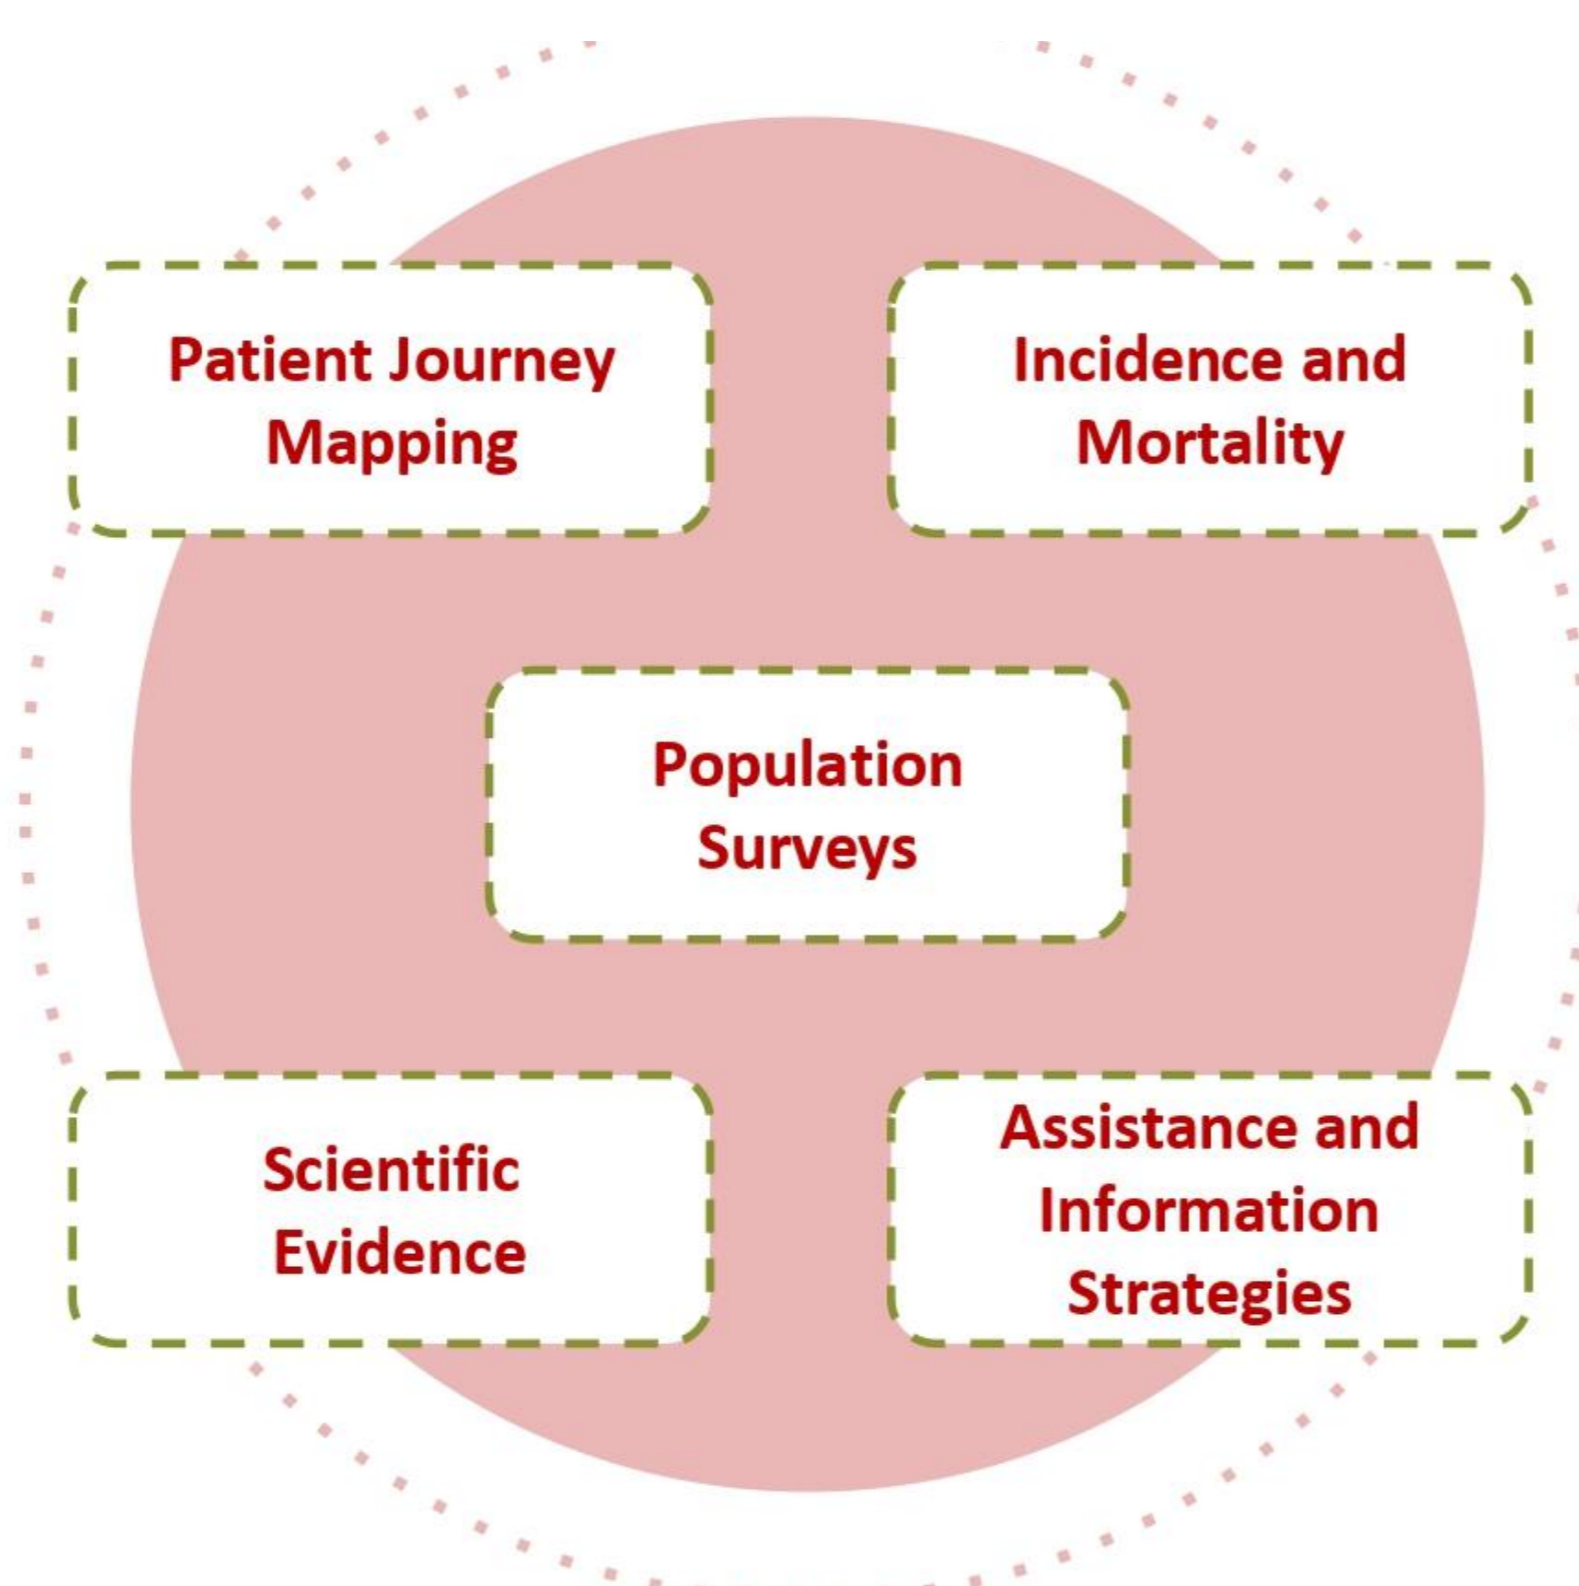 Patient Journey
Mapping
Incidence and
Mortality
Population
Surveys
Scientific
Evidence
Assistance and
Information
Strategies